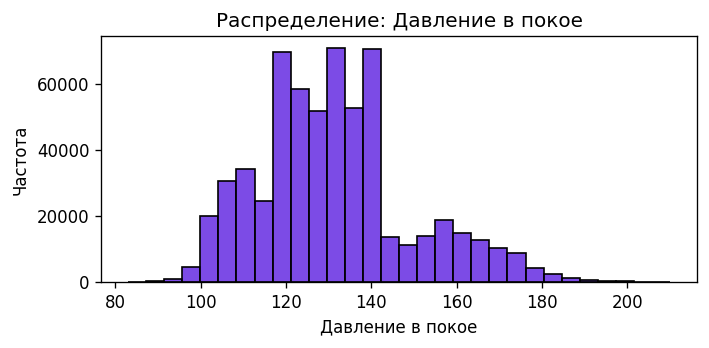 Распределение: Давление в покое
Частота
60000
40000
20000
0
80 100 120 140 160 180 200
Давление в покое